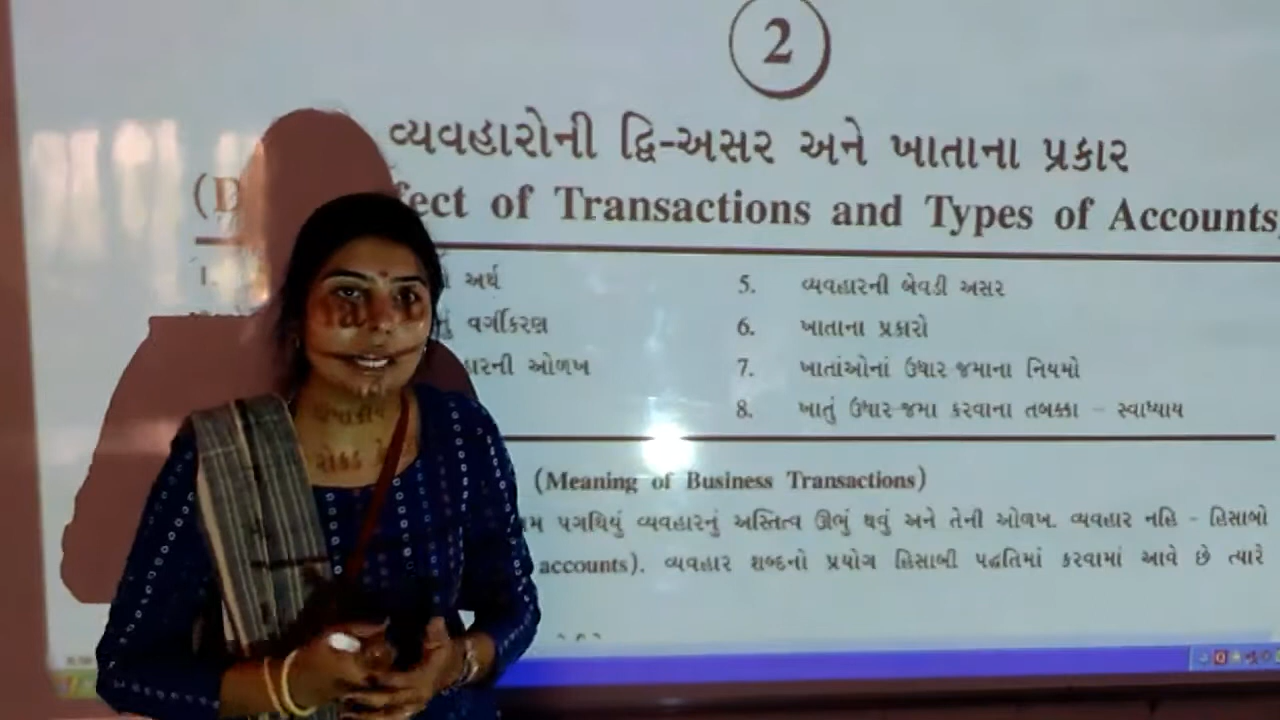 2
વ્યવહારોની દ્વિ-અસર અને ખાતાના પ્રકાર
of Transactions and Types of Accounts
1. અર્થ
વર્ગીકરણ
ઓળખ
5. વ્યવહારની બેવડી અસર
6. ખાતાના પ્રકારો
7. ખાતાંઓનાં ઉધાર જમાના નિયમો
8. ખાતું ઉધાર-જમા કરવાના તબક્કા – સ્વાધ્યાય
(Meaning of Business Transactions)
પગથિયું વ્યવહારનું અસ્તિત્વ ઊભું થવું અને તેની ઓળખ. વ્યવહાર નહિ - હિસાબો
accounts). વ્યવહાર શબ્દનો પ્રયોગ હિસાબી પદ્ધતિમાં કરવામાં આવે છે ત્યારે